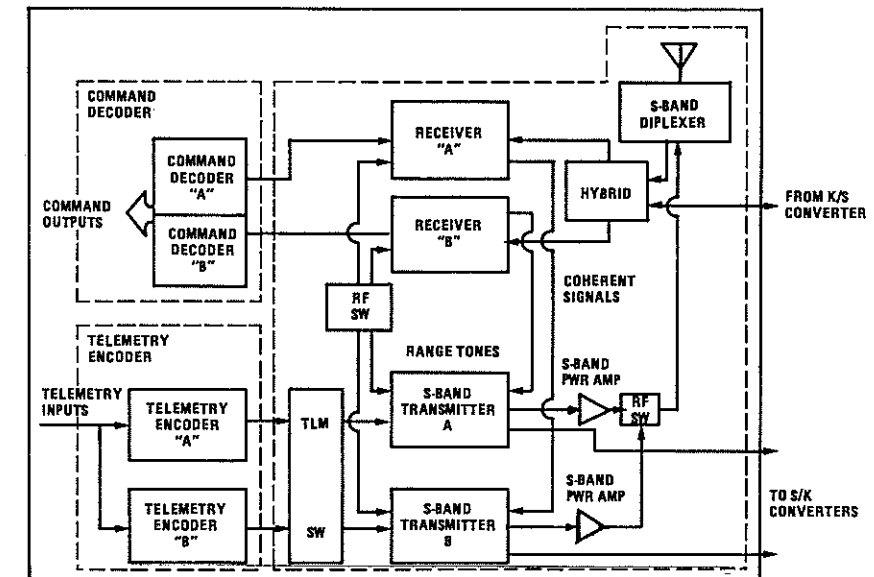 COMMAND
DECODER
COMMAND
DECODER
"A"
COMMAND
OUTPUTS
COMMAND
DECODER
"B"
RECEIVER
"A"
RECEIVER
"B"
S-BAND
DIPLEXER
HYBRID
FROM K/S
CONVERTER
COHERENT
SIGNALS
RF
SW
RANGE TONES
TELEMETRY
ENCODER
TELEMETRY
INPUTS
TELEMETRY
ENCODER
"A"
TELEMETRY
ENCODER
"B"
TLM
SW
S-BAND
TRANSMITTER
A
S-BAND
TRANSMITTER
B
S-BAND
PWR AMP
RF
SW
S-BAND
PWR AMP
TO S/K
CONVERTERS